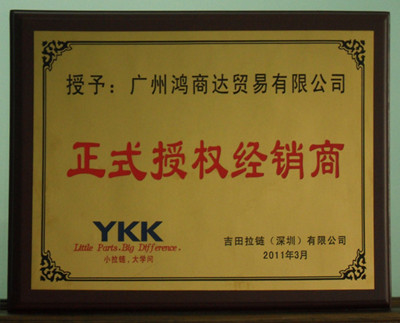 授予：广州鸿商达贸易有限公司
正式授权经销商
YKK
Little Parts. Big Difference.
小拉链，大学问
吉田拉链（深圳）有限公司
2011年3月